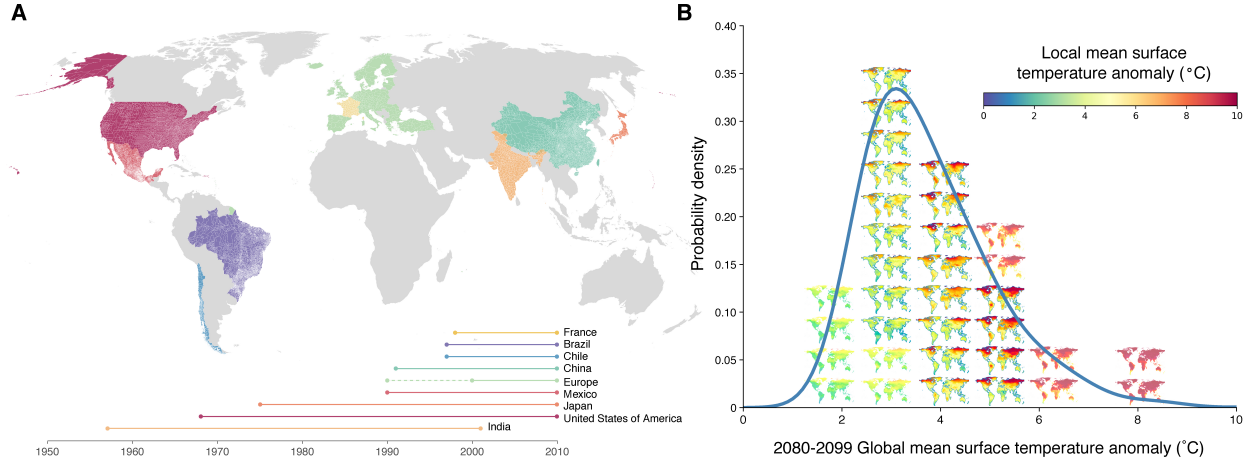 A
France
Brazil
Chile
China
Europe
Mexico
Japan
United States of America
India
1950 1960 1970 1980 1990 2000 2010
B
0.40
0.35
0.30
0.25
0.20
0.15
0.10
0.05
0
Probability density
Local mean surface
temperature anomaly (°C)
0 2 4 6 8 10
0 2 4 6 8 10
2080-2099 Global mean surface temperature anomaly (°C)